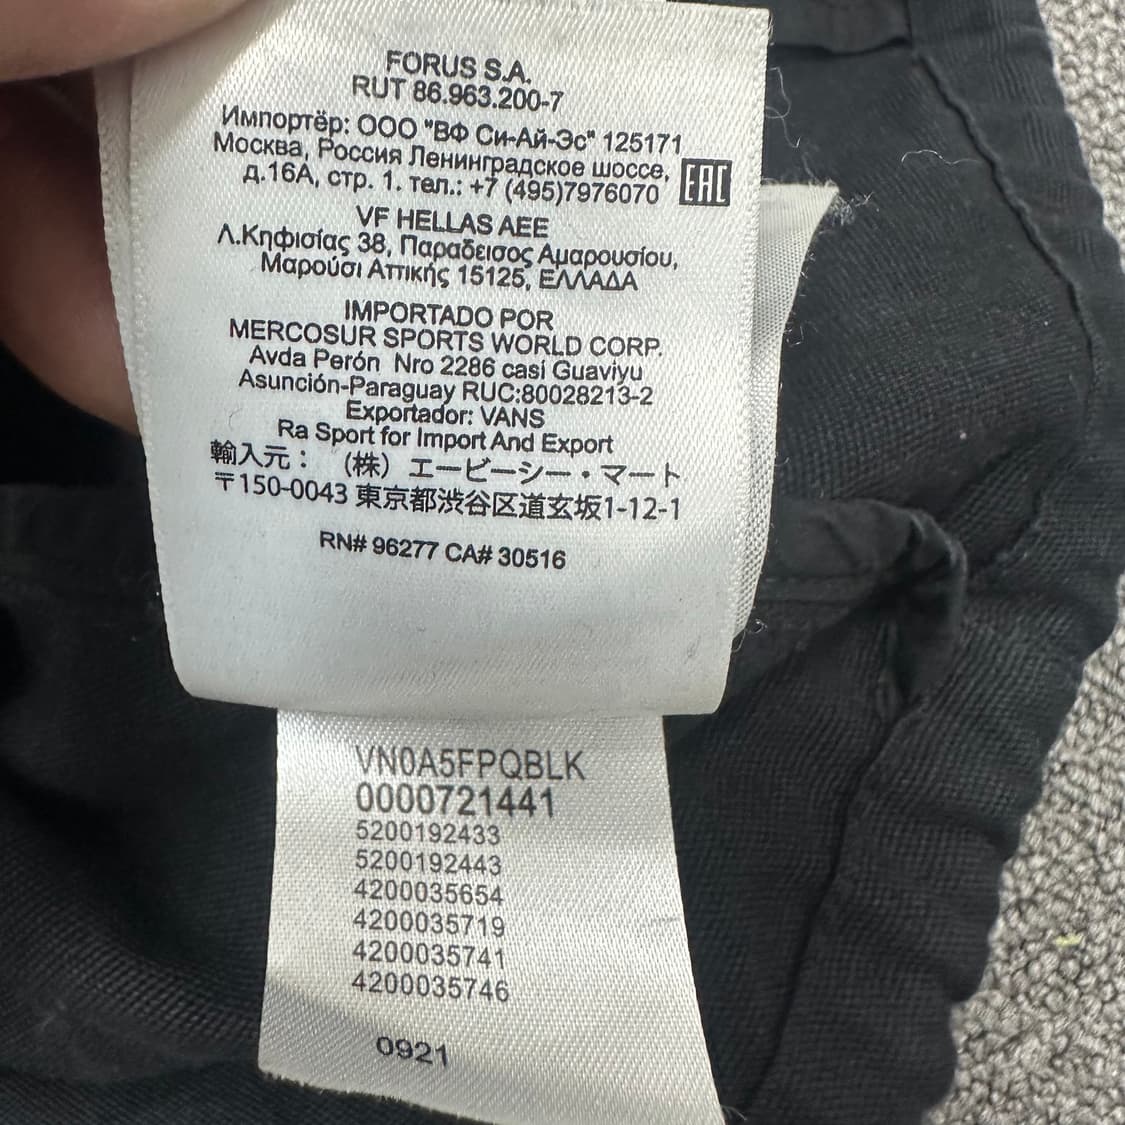 FORUS S.A.
RUT 86.963.200-7
Импортёр: ООО "ВФ Си-Ай-Эс" 125171
Москва, Россия Ленинградское шоссе,
д.16А, стр. 1. тел.: +7 (495)7976070
EAC
VF HELLAS AEE
Λ.Κηφισίας 38, Παραδεισος Αμαρουσίου,
Μαρούσι Αττικής 15125, ΕΛΛΑΔΑ
IMPORTADO POR
MERCOSUR SPORTS WORLD CORP.
Avda Perón Nro 2286 casi Guaviyu
Asunción-Paraguay RUC:80028213-2
Exportador: VANS
Ra Sport for Import And Export
輸入元： （株）エービーシー・マート
〒150-0043 東京都渋谷区道玄坂1-12-1
RN# 96277 CA# 30516
VN0A5FPQBLK
0000721441
5200192433
5200192443
4200035654
4200035719
4200035741
4200035746
0921